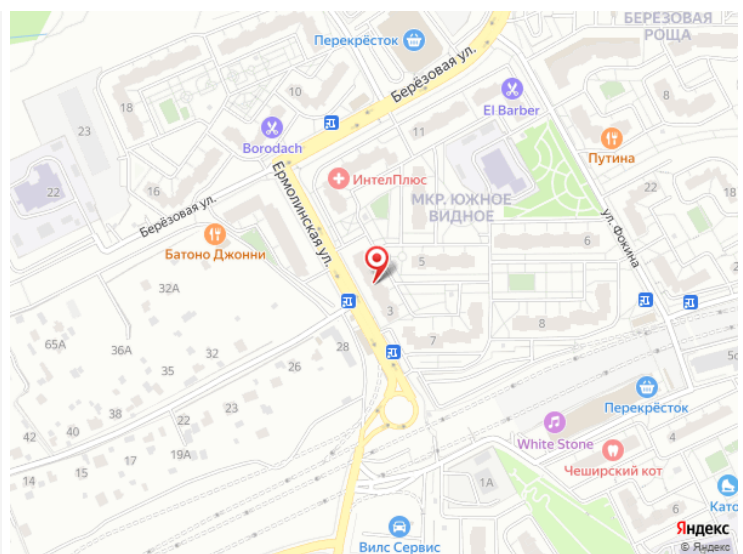 БЕРЕЗОВАЯ
РОЩА
Перекрёсток
Берёзовая ул.
10
18
8
23
El Barber
11
Borodach
Путина
ИнтелПлюс
22
16
Ермолинская ул.
МКР. ЮЖНОЕ
ВИДНОЕ
Берёзовая ул.
ул. Фокина
6
Батоно Джонни
5
32А
3
65А
36А
32
28
7
8
35
26
5с
38
23
22
Перекрёсток
42
40
19А
17
15
14
White Stone
4
Чеширский кот
1А
6
Като
Вилс Сервис
Яндекс
© Яндекс